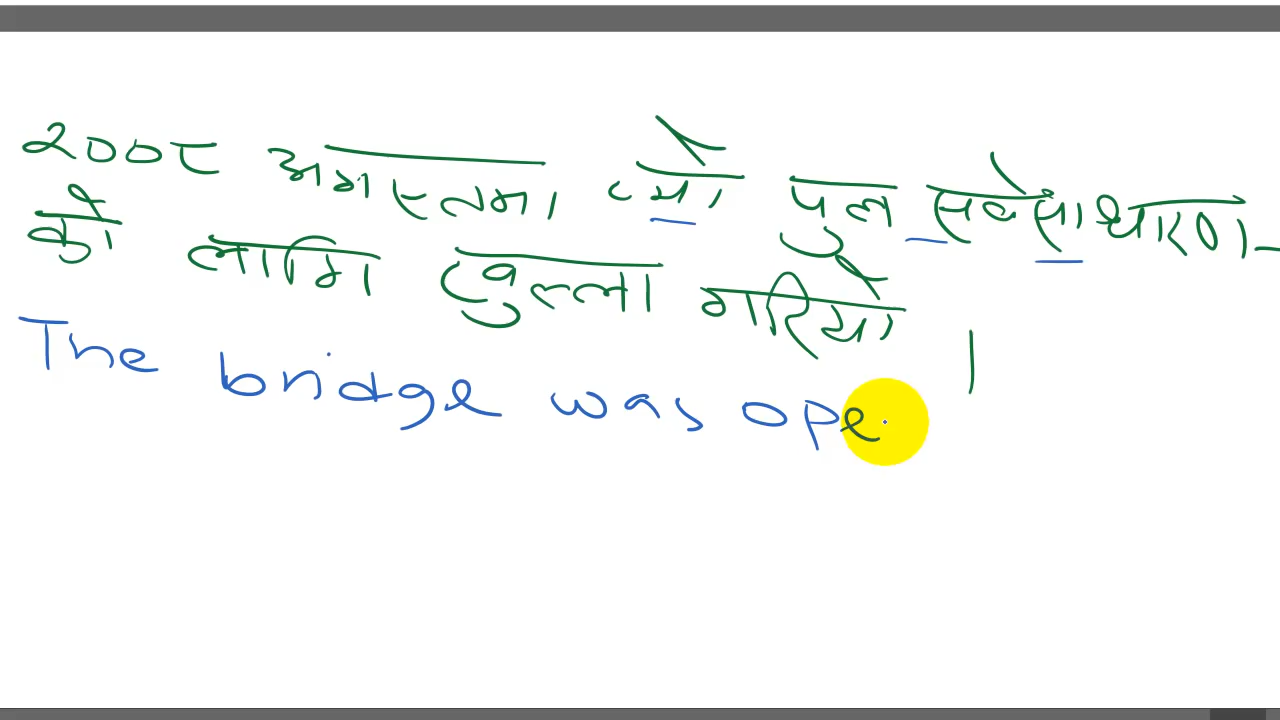 २००८ अगस्तमा त्यो पुल सर्वसाधारण-
को लागि खुल्ला गरियो ।
The bridge was ope